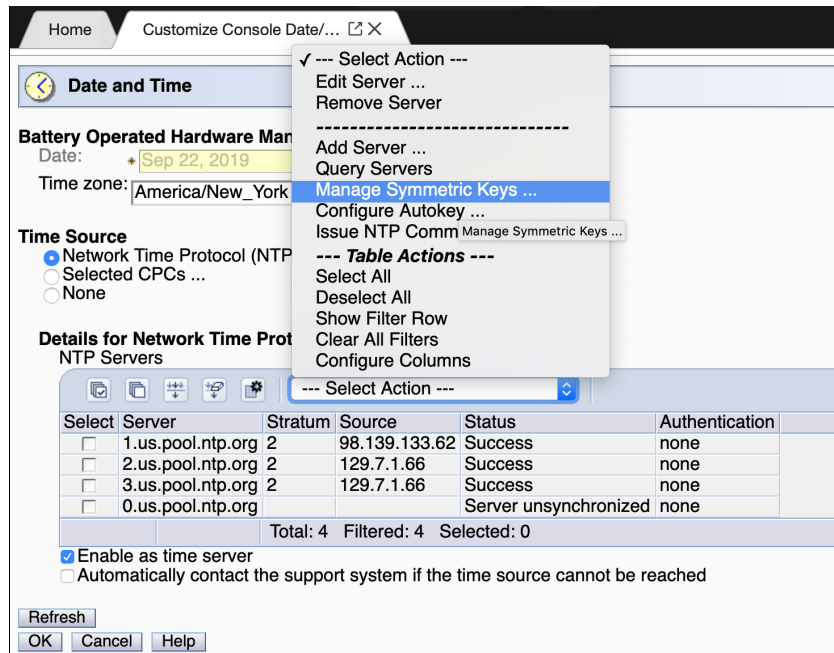 Home
Customize Console Date/...
✓ --- Select Action ---
Edit Server ...
Remove Server
------------------------------
Add Server ...
Query Servers
Manage Symmetric Keys ...
Configure Autokey ...
Issue NTP Comm
Manage Symmetric Keys ...
--- Table Actions ---
Select All
Deselect All
Show Filter Row
Clear All Filters
Configure Columns
Date and Time
Battery Operated Hardware Man
Date: * Sep 22, 2019
Time zone: America/New_York
Time Source
Network Time Protocol (NTP
Selected CPCs ...
None
Details for Network Time Prot
NTP Servers
--- Select Action ---
Select Server Stratum Source Status Authentication
1.us.pool.ntp.org 2 98.139.133.62 Success none
2.us.pool.ntp.org 2 129.7.1.66 Success none
3.us.pool.ntp.org 2 129.7.1.66 Success none
0.us.pool.ntp.org Server unsynchronized none
Total: 4 Filtered: 4 Selected: 0
Enable as time server
Automatically contact the support system if the time source cannot be reached
Refresh
OK Cancel Help